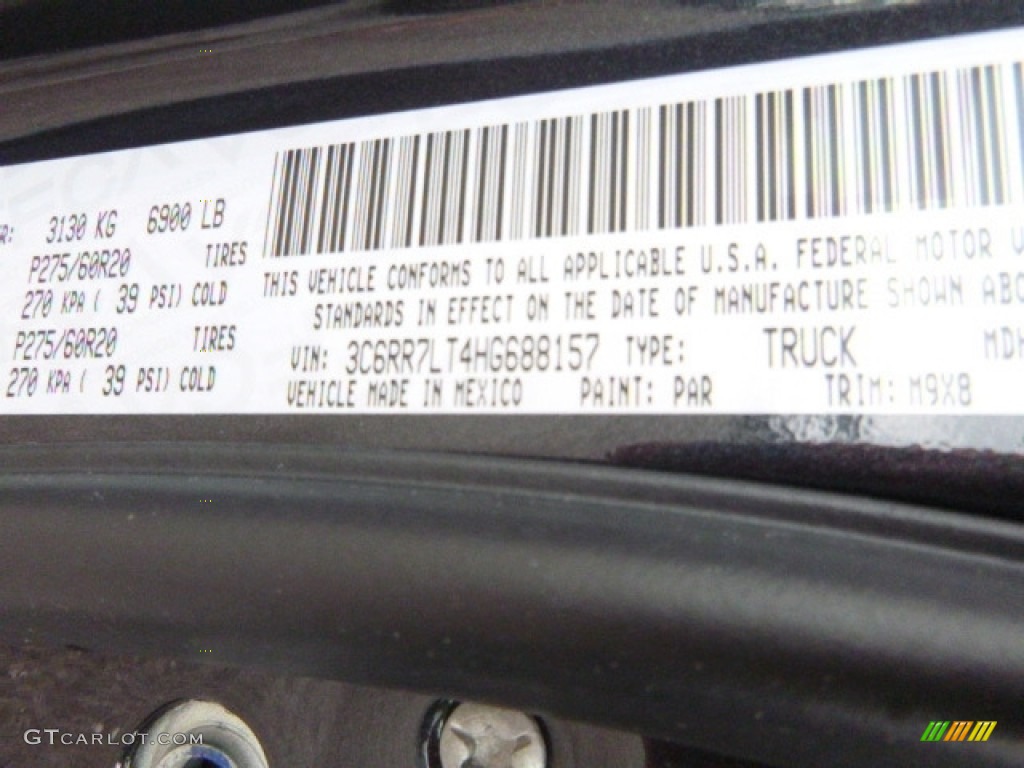 R: 3130 KG 6900 LB
P275/60R20 TIRES
270 KPA ( 39 PSI) COLD
P275/60R20 TIRES
270 KPA ( 39 PSI) COLD
THIS VEHICLE CONFORMS TO ALL APPLICABLE U.S.A. FEDERAL MOTOR V
STANDARDS IN EFFECT ON THE DATE OF MANUFACTURE SHOWN ABO
VIN: 3C6RR7LT4HG688157 TYPE: TRUCK MDH
VEHICLE MADE IN MEXICO PAINT: PAR TRIM: M9X8
GTCARLOT.COM